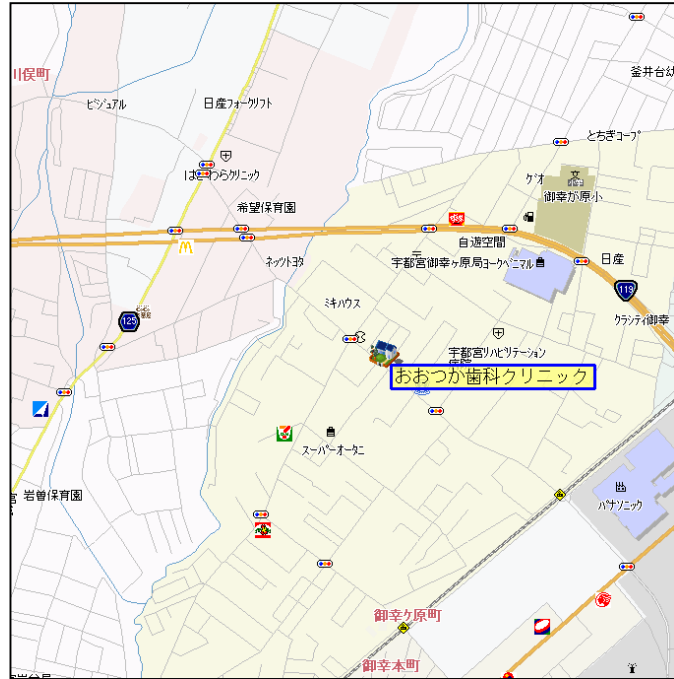 川俣町
釜井台幼
ビジュアル
日産フォークリフト
とちぎコープ
はぎわらクリニック
ゲオ
御幸が原小
希望保育園
自遊空間
日産
ネッツトヨタ
宇都宮御幸ヶ原局
ヨークベニマル
119
ミキハウス
125
クランディ御幸
宇都宮リハビリテーション
病院
おおつか歯科クリニック
スーパーオータニ
岩曽保育園
パナソニック
御幸ケ原町
御幸本町